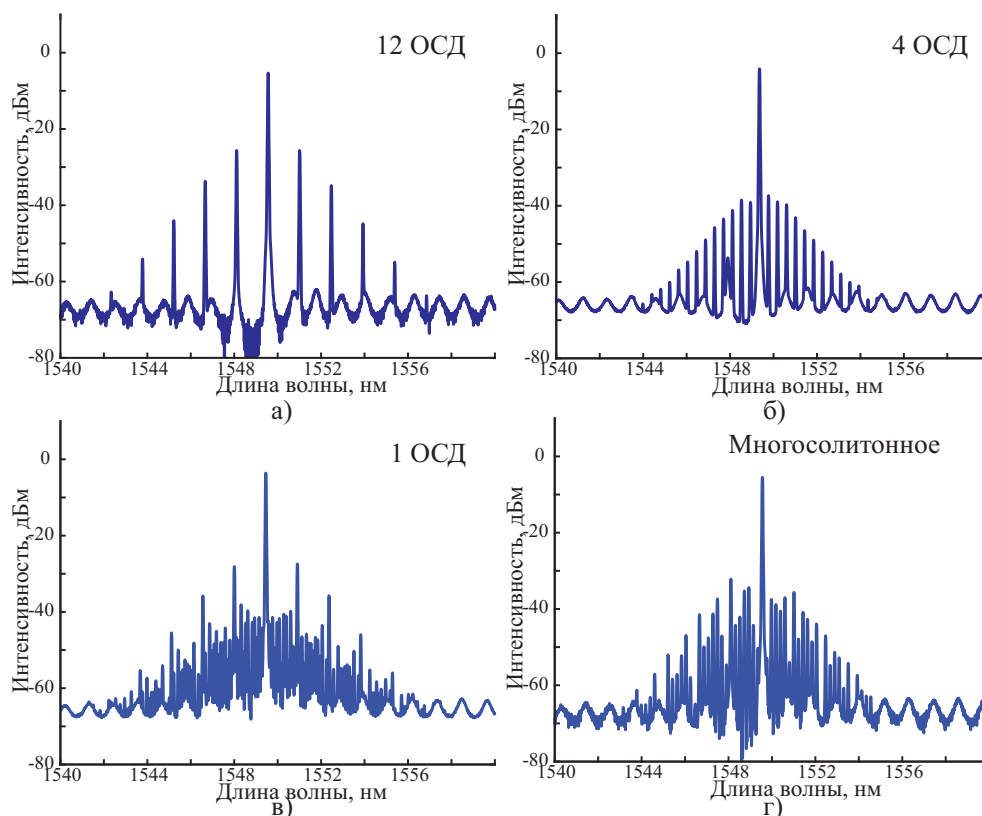 12 ОСД
0
-20
-40
-60
-80
Интенсивность, дБм
1540
1544
1548
1552
1556
Длина волны, нм
а)
4 ОСД
0
-20
-40
-60
-80
Интенсивность, дБм
1540
1544
1548
1552
1556
Длина волны, нм
б)
1 ОСД
0
-20
-40
-60
-80
Интенсивность, дБм
1540
1544
1548
1552
1556
Длина волны, нм
в)
Многосолитонное
0
-20
-40
-60
-80
Интенсивность, дБм
1540
1544
1548
1552
1556
Длина волны, нм
г)